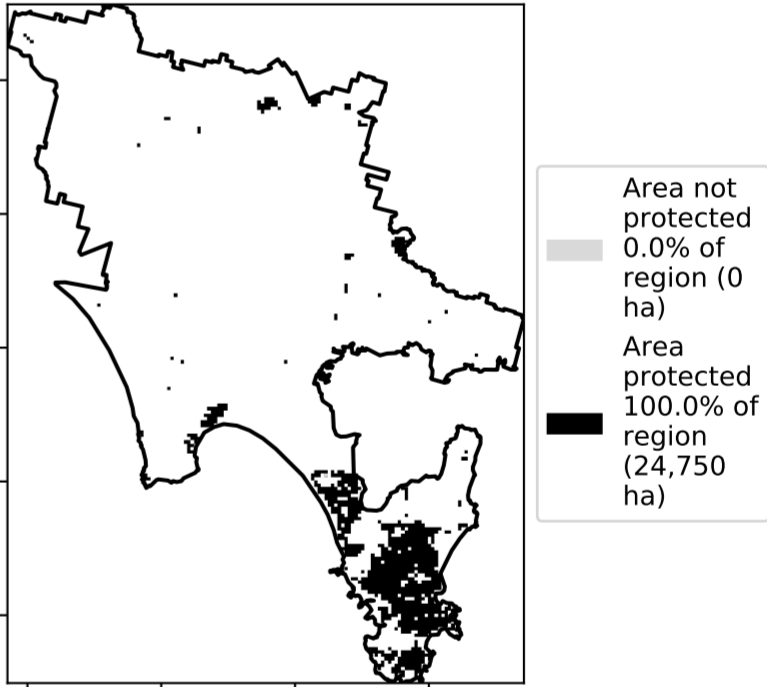 Area not
protected
0.0% of
region (0
ha)
Area
protected
100.0% of
region
(24,750
ha)